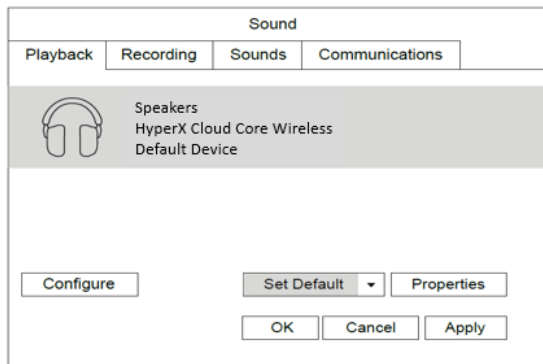 Sound
Playback Recording Sounds Communications
Speakers
HyperX Cloud Core Wireless
Default Device
Configure Set Default Properties
OK Cancel Apply